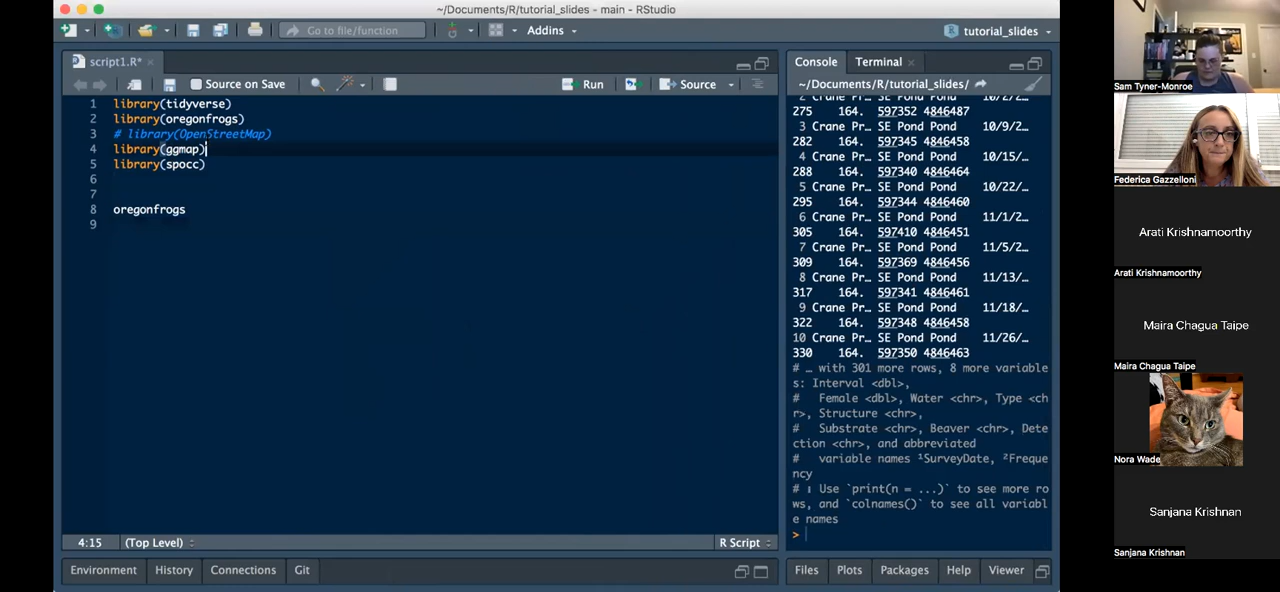 ~/Documents/R/tutorial_slides - main - RStudio
Go to file/function
Addins
tutorial_slides
script1.R*
Source on Save
Run
Source
1 library(tidyverse)
2 library(oregonfrogs)
3 # library(OpenStreetMap)
4 library(ggmap)
5 library(spocc)
6
7
8 oregonfrogs
9
4:15
(Top Level)
R Script
Environment
History
Connections
Git
Console
Terminal
~/Documents/R/tutorial_slides/
2 Crane Pr… SE Pond Pond 10/2/2…
275 164. 597352 4846487
3 Crane Pr… SE Pond Pond 10/9/2…
282 164. 597345 4846458
4 Crane Pr… SE Pond Pond 10/15/…
288 164. 597340 4846464
5 Crane Pr… SE Pond Pond 10/22/…
295 164. 597344 4846460
6 Crane Pr… SE Pond Pond 11/1/2…
305 164. 597410 4846451
7 Crane Pr… SE Pond Pond 11/5/2…
309 164. 597369 4846456
8 Crane Pr… SE Pond Pond 11/13/…
317 164. 597341 4846461
9 Crane Pr… SE Pond Pond 11/18/…
322 164. 597348 4846458
10 Crane Pr… SE Pond Pond 11/26/…
330 164. 597350 4846463
# … with 301 more rows, 8 more variable
s: Interval <dbl>,
#   Female <dbl>, Water <chr>, Type <ch
r>, Structure <chr>,
#   Substrate <chr>, Beaver <chr>, Dete
ction <chr>, and abbreviated
#   variable names ¹SurveyDate, ²Freque
ncy
# ℹ Use `print(n = ...)` to see more ro
ws, and `colnames()` to see all variabl
e names
>
Files
Plots
Packages
Help
Viewer
Sam Tyner-Monroe
Federica Gazzelloni
Arati Krishnamoorthy
Arati Krishnamoorthy
Maira Chagua Taipe
Maira Chagua Taipe
Nora Wade
Sanjana Krishnan
Sanjana Krishnan